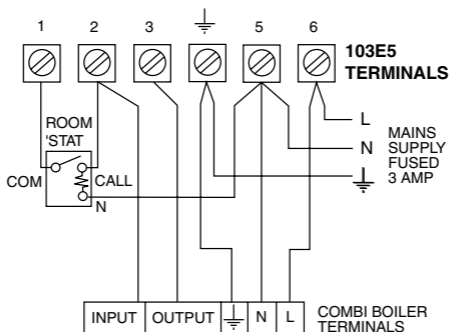 1 2 3 5 6
103E5
TERMINALS
ROOM
'STAT
COM
CALL
N
L
N
MAINS
SUPPLY
FUSED
3 AMP
INPUT OUTPUT N L
COMBI BOILER
TERMINALS